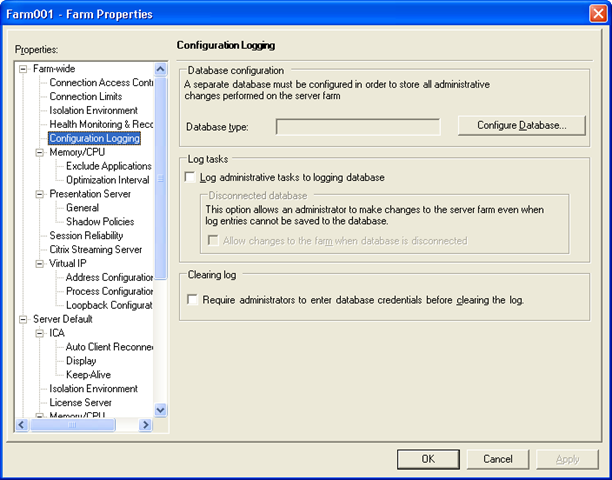 Farm001 - Farm Properties
Properties:
Farm-wide
Connection Access Conti
Connection Limits
Isolation Environment
Health Monitoring & Reco
Configuration Logging
Memory/CPU
Exclude Applications
Optimization Interval
Presentation Server
General
Shadow Policies
Session Reliability
Citrix Streaming Server
Virtual IP
Address Configuration
Process Configuration
Loopback Configurat
Server Default
ICA
Auto Client Reconne
Display
Keep-Alive
Isolation Environment
License Server
Memory/CPU
Configuration Logging
Database configuration
A separate database must be configured in order to store all administrative
changes performed on the server farm
Database type:
Configure Database...
Log tasks
Log administrative tasks to logging database
Disconnected database
This option allows an administrator to make changes to the server farm even when
log entries cannot be saved to the database.
Allow changes to the farm when database is disconnected
Clearing log
Require administrators to enter database credentials before clearing the log.
OK
Cancel
Apply